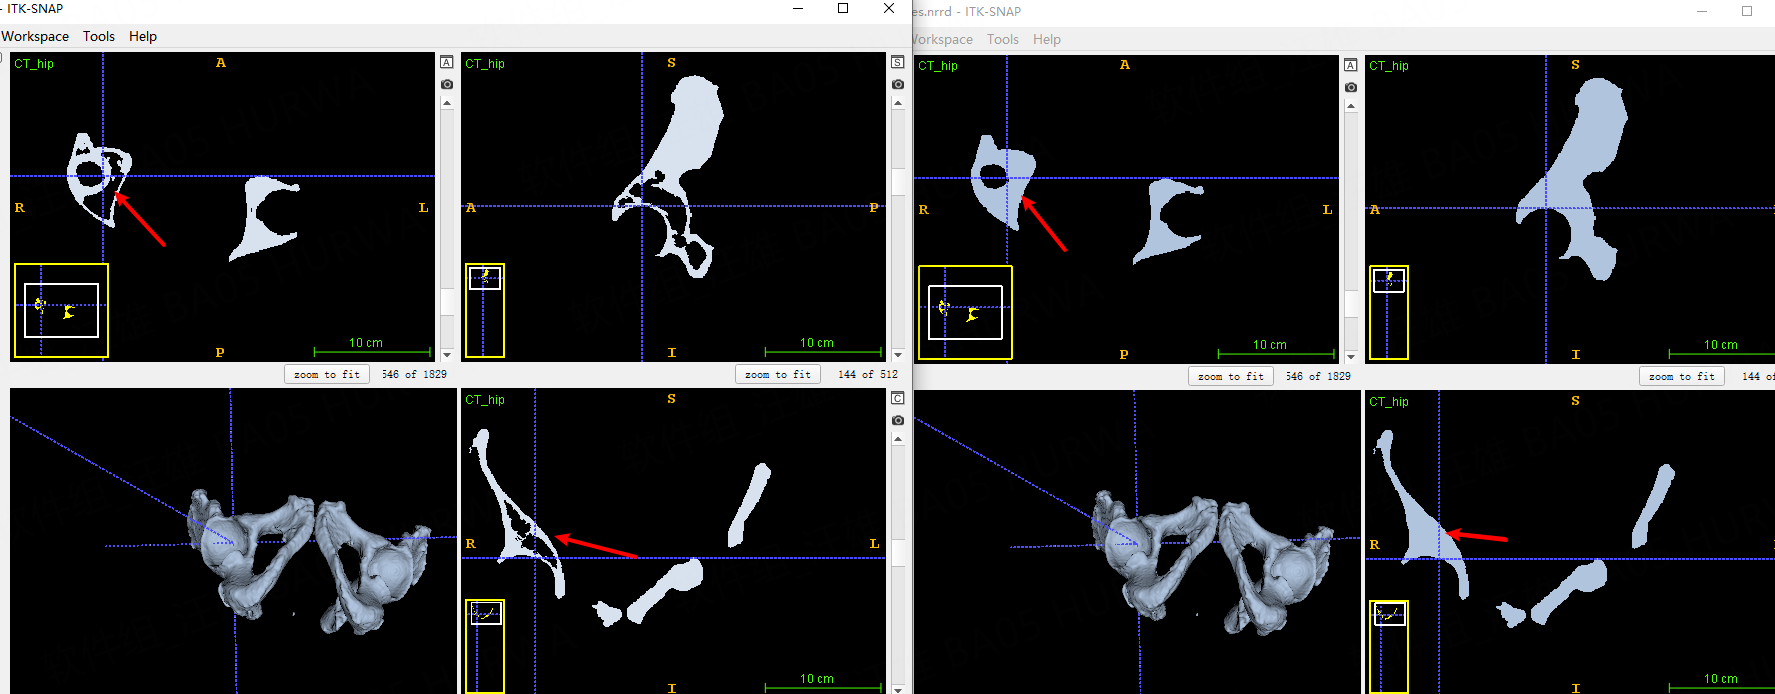 - ITK-SNAP
es.nrrd - ITK-SNAP
Workspace Tools Help
Workspace Tools Help
CT_hip
A
A
S
CT_hip
S
CT_hip
A
A
CT_hip
S
R
L
A
P
R
L
A
10 cm
10 cm
10 cm
10 cm
P
I
P
I
zoom to fit
546 of 1829
zoom to fit
144 of 512
zoom to fit
546 of 1829
zoom to fit
144 of
CT_hip
S
C
CT_hip
S
R
L
R
10 cm
10 cm
I
I